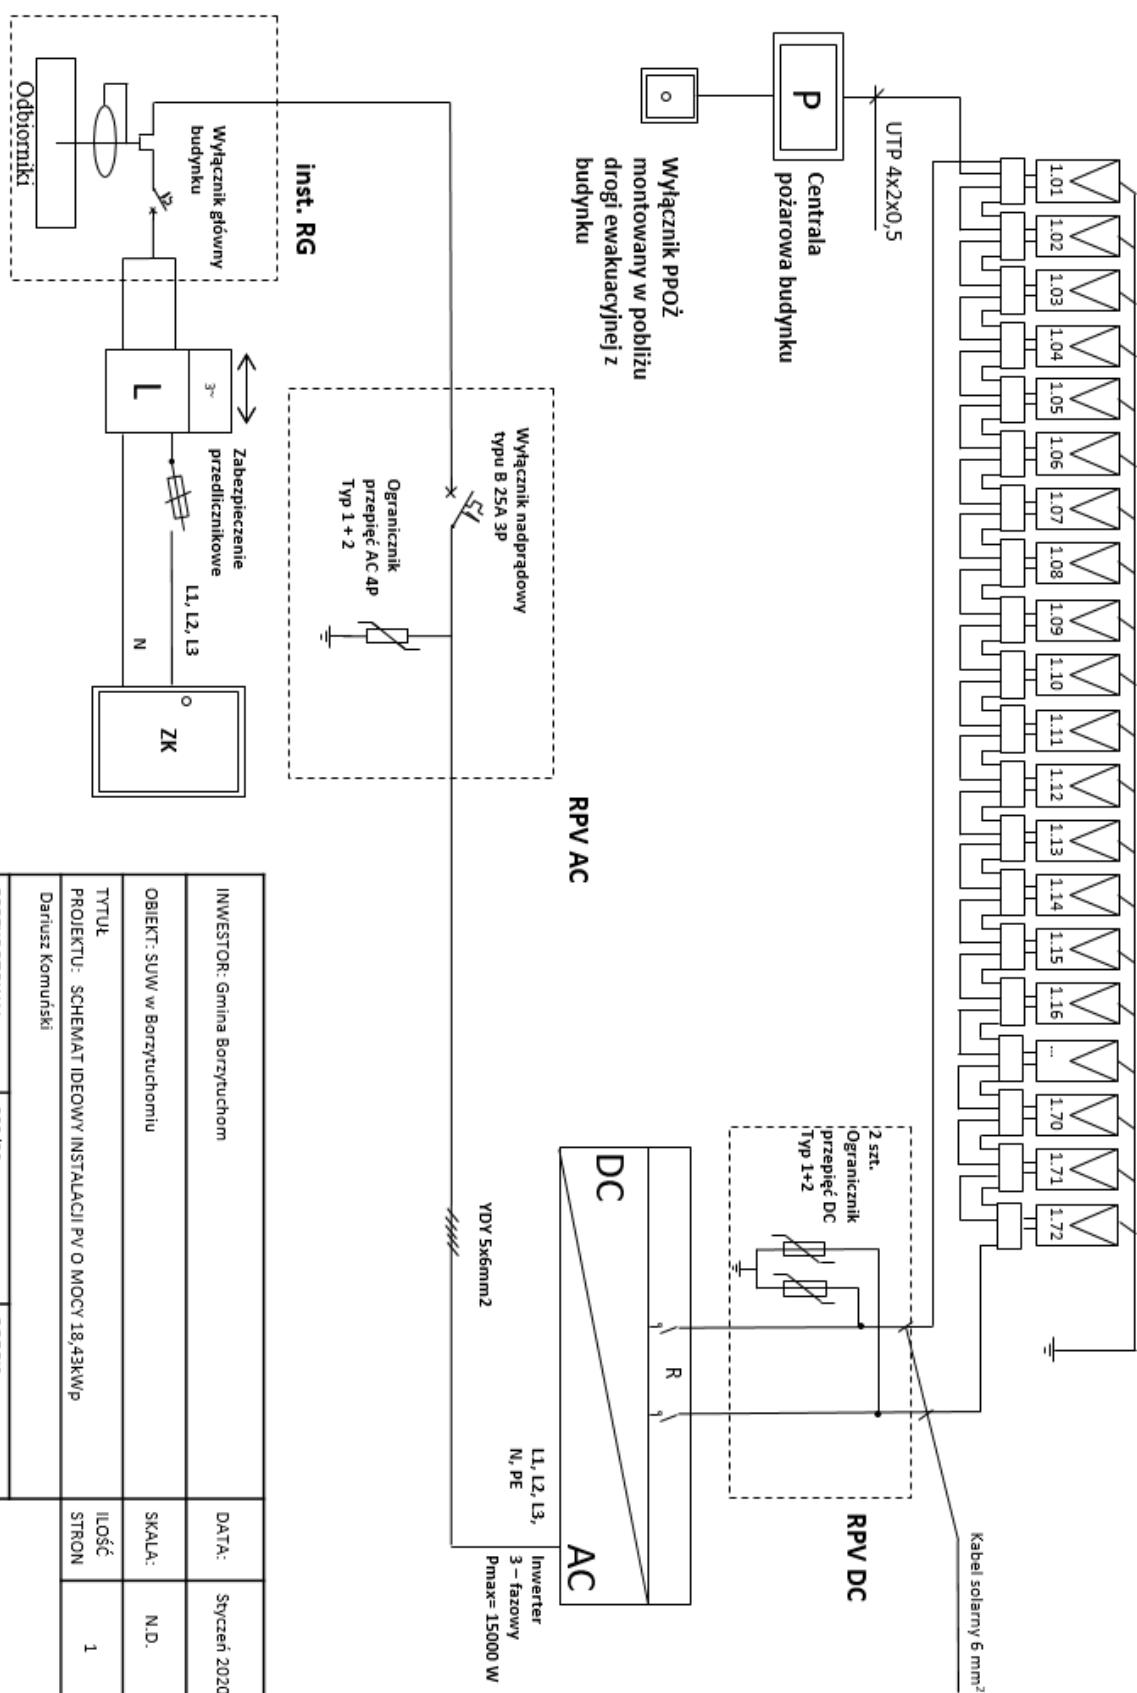 1.01
1.02
1.03
1.04
1.05
1.06
1.07
1.08
1.09
1.10
1.11
1.12
1.13
1.14
1.15
1.16
...
1.70
1.71
1.72
Kabel solarny 6 mm²
UTP 4x2x0,5
P
Centrala
pożarowa budynku
Wyłącznik PPOŻ
montowany w pobliżu
drogi ewakuacyjnej z
budynku
RPV DC
2 szt.
Ogranicznik
przepięć DC
Typ 1+2
R
DC
AC
L1, L2, L3,
N, PE
Inwerter
3 – fazowy
Pmax= 15000 W
YDY 5x6mm2
RPV AC
Wyłącznik nadprądowy
typu B 25A 3P
Ogranicznik
przepięć AC 4P
Typ 1 + 2
inst. RG
Wyłącznik główny
budynku
Odbiorniki
3~
L
Zabezpieczenie
przedlicznikowe
L1, L2, L3
N
ZK
INWESTOR: Gmina Borzytuchom
DATA:
Styczeń 2020
OBIEKT: SUW w Borzytuchomiu
SKALA:
N.D.
TYTUŁ
PROJEKTU: SCHEMAT IDEOWY INSTALACJI PV O MOCY 18,43kWp
ILOŚĆ
STRON
1
Dariusz Komuński